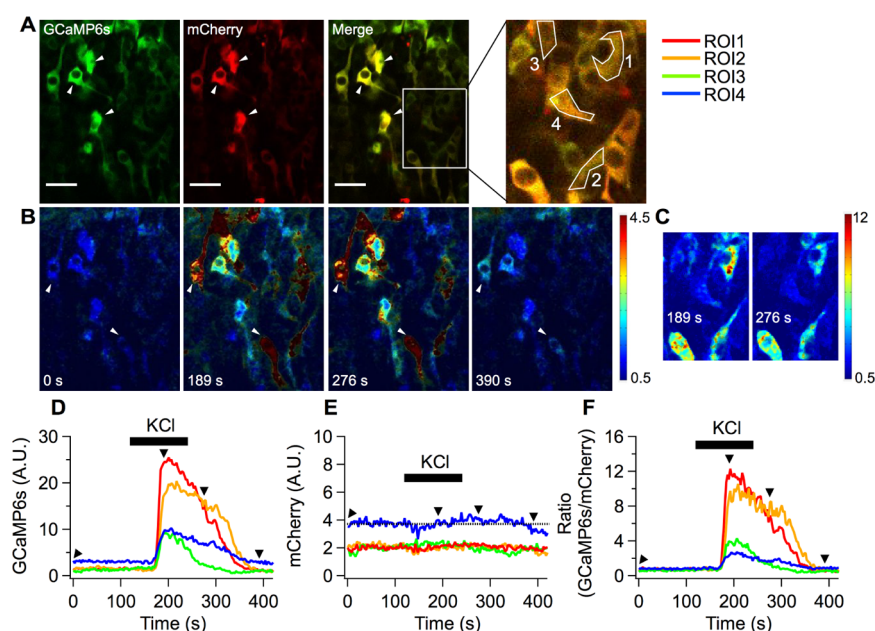 A
GCaMP6s
mCherry
Merge
1
2
3
4
ROI1
ROI2
ROI3
ROI4
B
0 s
189 s
276 s
390 s
4.5
0.5
C
189 s
276 s
12
0.5
D
KCl
GCaMP6s (A.U.)
30
25
20
15
10
5
0
0
100
200
300
400
Time (s)
E
KCl
mCherry (A.U.)
10
8
6
4
2
0
0
100
200
300
400
Time (s)
F
KCl
Ratio
(GCaMP6s/mCherry)
16
12
8
4
0
0
100
200
300
400
Time (s)